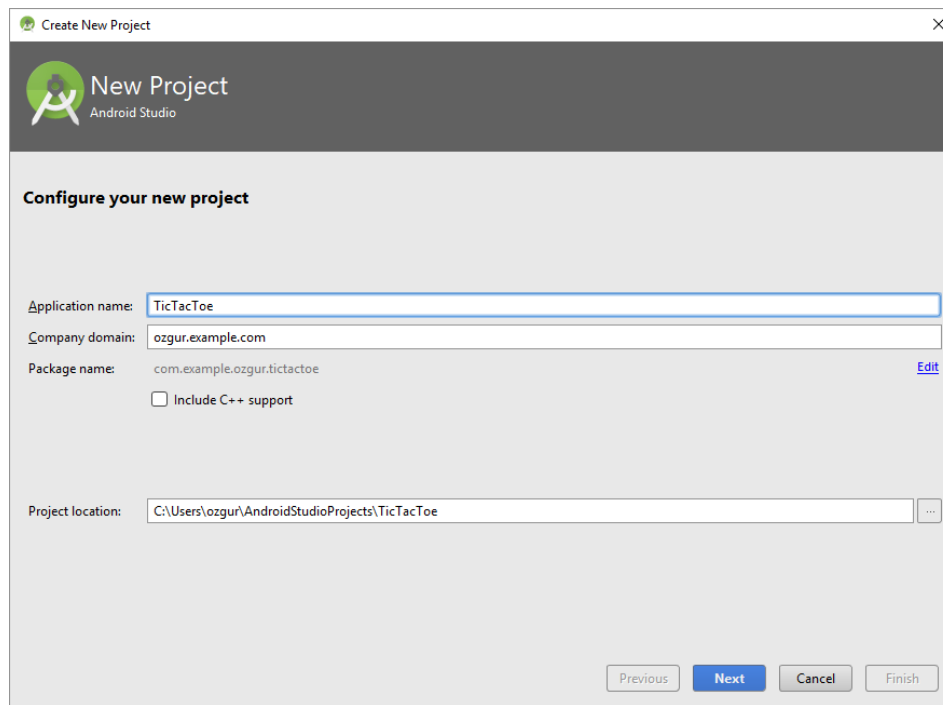 Create New Project
New Project
Android Studio
Configure your new project
Application name: TicTacToe
Company domain: ozgur.example.com
Package name: com.example.ozgur.tictactoe Edit
Include C++ support
Project location: C:\Users\ozgur\AndroidStudioProjects\TicTacToe ...
Previous Next Cancel Finish